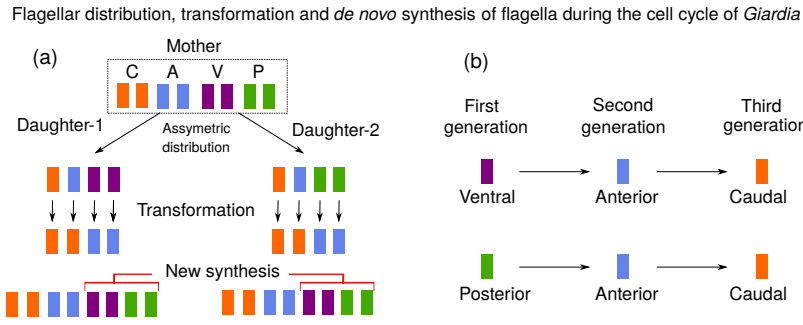 Flagellar distribution, transformation and de novo synthesis of flagella during the cell cycle of Giardia
(a)
Mother
C A V P
Daughter-1
Assymetric
distribution
Daughter-2
Transformation
New synthesis
(b)
First
generation
Second
generation
Third
generation
Ventral
Anterior
Caudal
Posterior
Anterior
Caudal